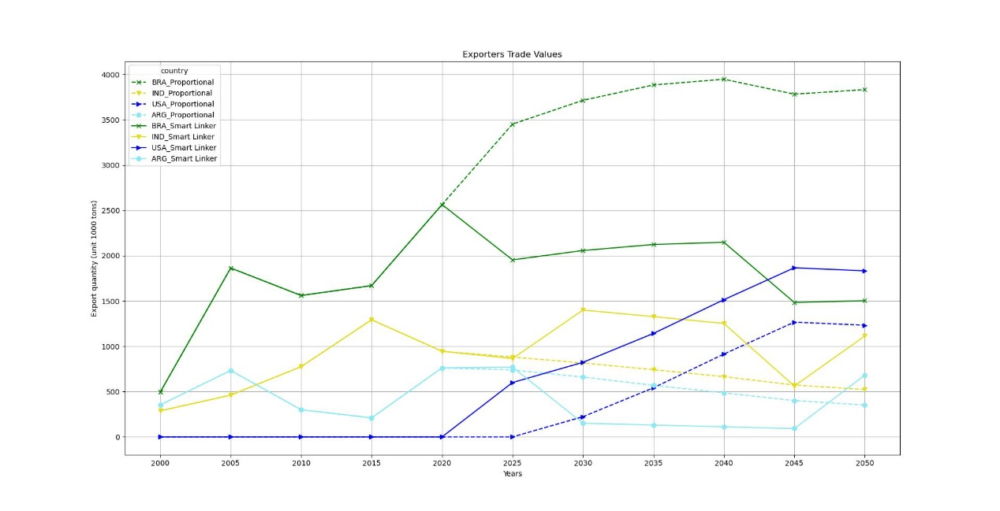 Exporters Trade Values
country
BRA_Proportional
IND_Proportional
USA_Proportional
ARG_Proportional
BRA_Smart Linker
IND_Smart Linker
USA_Smart Linker
ARG_Smart Linker
4000
3500
3000
2500
2000
1500
1000
500
0
Export quantity (unit 1000 tons)
2000 2005 2010 2015 2020 2025 2030 2035 2040 2045 2050
Years